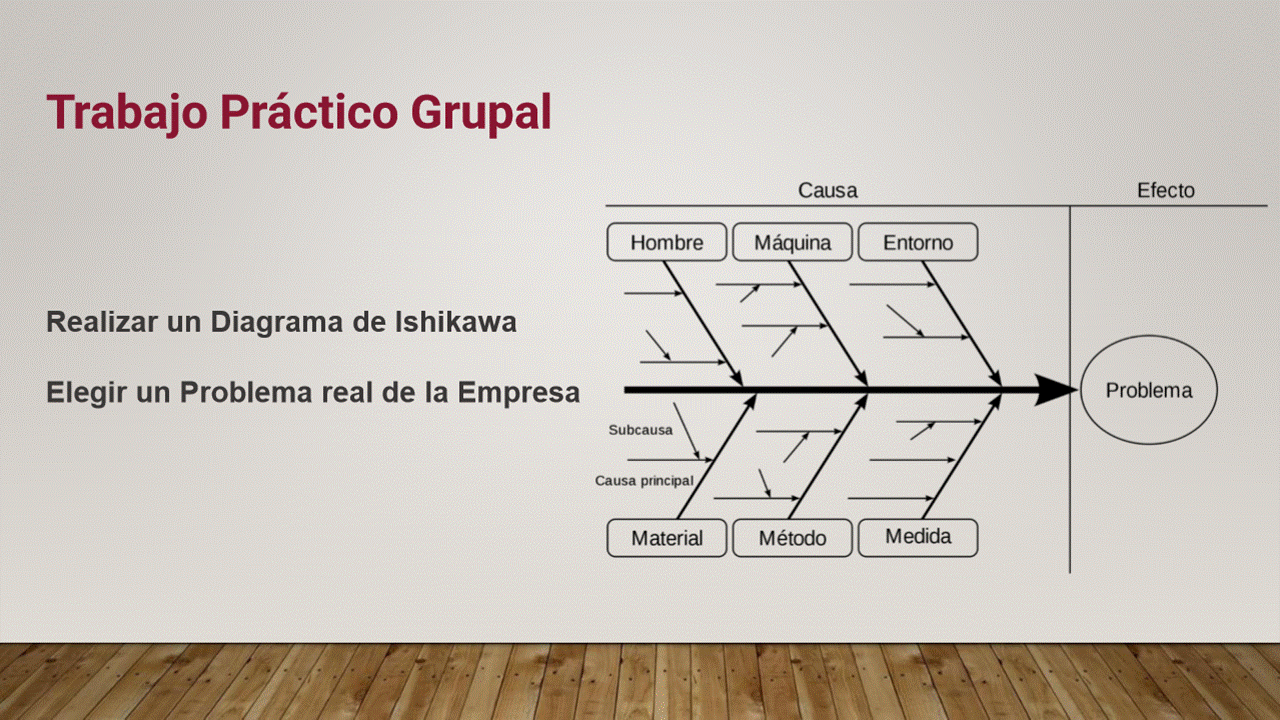 Trabajo Práctico Grupal
Realizar un Diagrama de Ishikawa
Elegir un Problema real de la Empresa
Causa
Efecto
Hombre
Máquina
Entorno
Problema
Subcausa
Causa principal
Material
Método
Medida